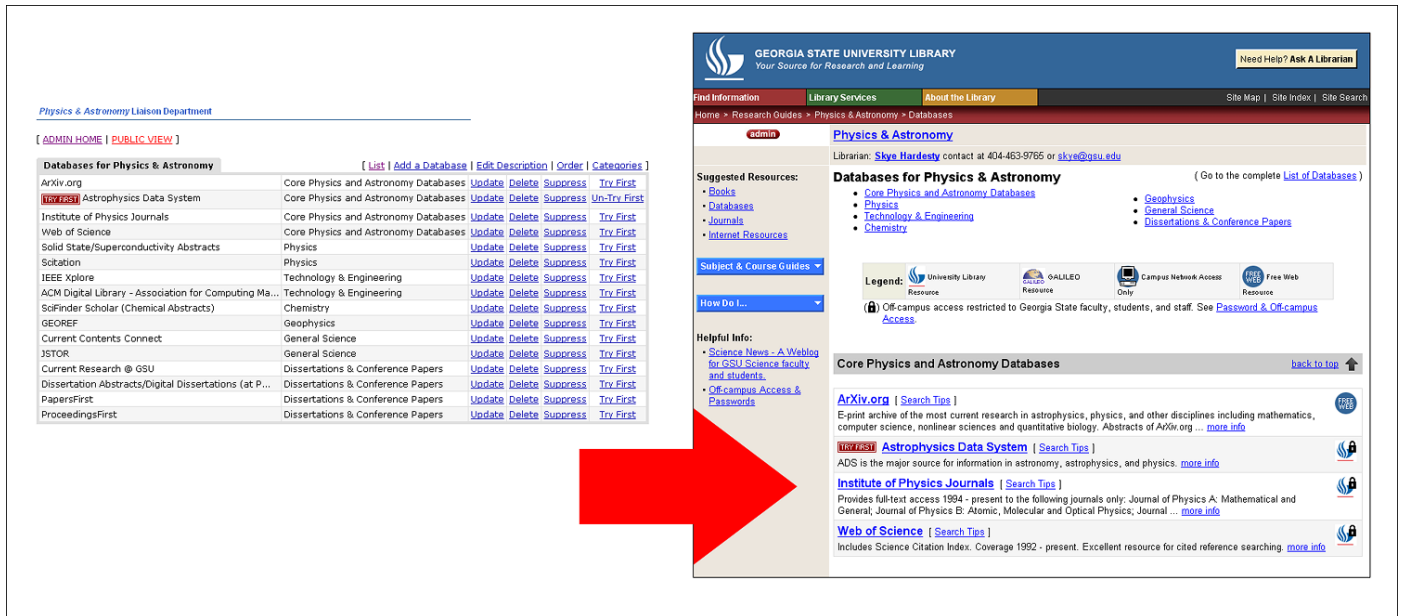 Physics & Astronomy Liaison Department
[ ADMIN HOME | PUBLIC VIEW ]
Databases for Physics & Astronomy [ List | Add a Database | Edit Description | Order | Categories ]
ArXiv.org Core Physics and Astronomy Databases Update Delete Suppress Try First
TRY FIRST Astrophysics Data System Core Physics and Astronomy Databases Update Delete Suppress Un-Try First
Institute of Physics Journals Core Physics and Astronomy Databases Update Delete Suppress Try First
Web of Science Core Physics and Astronomy Databases Update Delete Suppress Try First
Solid State/Superconductivity Abstracts Physics Update Delete Suppress Try First
Scitation Physics Update Delete Suppress Try First
IEEE Xplore Technology & Engineering Update Delete Suppress Try First
ACM Digital Library - Association for Computing Ma... Technology & Engineering Update Delete Suppress Try First
SciFinder Scholar (Chemical Abstracts) Chemistry Update Delete Suppress Try First
GEOREF Geophysics Update Delete Suppress Try First
Current Contents Connect General Science Update Delete Suppress Try First
JSTOR General Science Update Delete Suppress Try First
Current Research @ GSU Dissertations & Conference Papers Update Delete Suppress Try First
Dissertation Abstracts/Digital Dissertations (at P... Dissertations & Conference Papers Update Delete Suppress Try First
PapersFirst Dissertations & Conference Papers Update Delete Suppress Try First
ProceedingsFirst Dissertations & Conference Papers Update Delete Suppress Try First
GEORGIA STATE UNIVERSITY LIBRARY
Your Source for Research and Learning
Need Help? Ask A Librarian
Find Information Library Services About the Library Site Map | Site Index | Site Search
Home > Research Guides > Physics & Astronomy > Databases
admin
Suggested Resources:
• Books
• Databases
• Journals
• Internet Resources
Subject & Course Guides
How Do I...
Helpful Info:
• Science News - A Weblog
for GSU Science faculty
and students.
• Off-campus Access &
Passwords
Physics & Astronomy
Librarian: Skye Hardesty contact at 404-463-9765 or skye@gsu.edu
Databases for Physics & Astronomy ( Go to the complete List of Databases )
• Core Physics and Astronomy Databases
• Physics
• Technology & Engineering
• Chemistry
• Geophysics
• General Science
• Dissertations & Conference Papers
Legend:
University Library
Resource
GALILEO
GALILEO
Resource
Campus Network Access
Only
FREE
WEB
Free Web
Resource
( ) Off-campus access restricted to Georgia State faculty, students, and staff. See Password & Off-campus
Access.
Core Physics and Astronomy Databases back to top
ArXiv.org [ Search Tips ]
FREE
WEB
E-print archive of the most current research in astrophysics, physics, and other disciplines including mathematics,
computer science, nonlinear sciences and quantitative biology. Abstracts of ArXiv.org ... more info
TRY FIRST Astrophysics Data System [ Search Tips ]
ADS is the major source for information in astronomy, astrophysics, and physics. more info
Institute of Physics Journals [ Search Tips ]
Provides full-text access 1994 - present to the following journals only: Journal of Physics A: Mathematical and
General; Journal of Physics B: Atomic, Molecular and Optical Physics; Journal ... more info
Web of Science [ Search Tips ]
Includes Science Citation Index. Coverage 1992 - present. Excellent resource for cited reference searching. more info